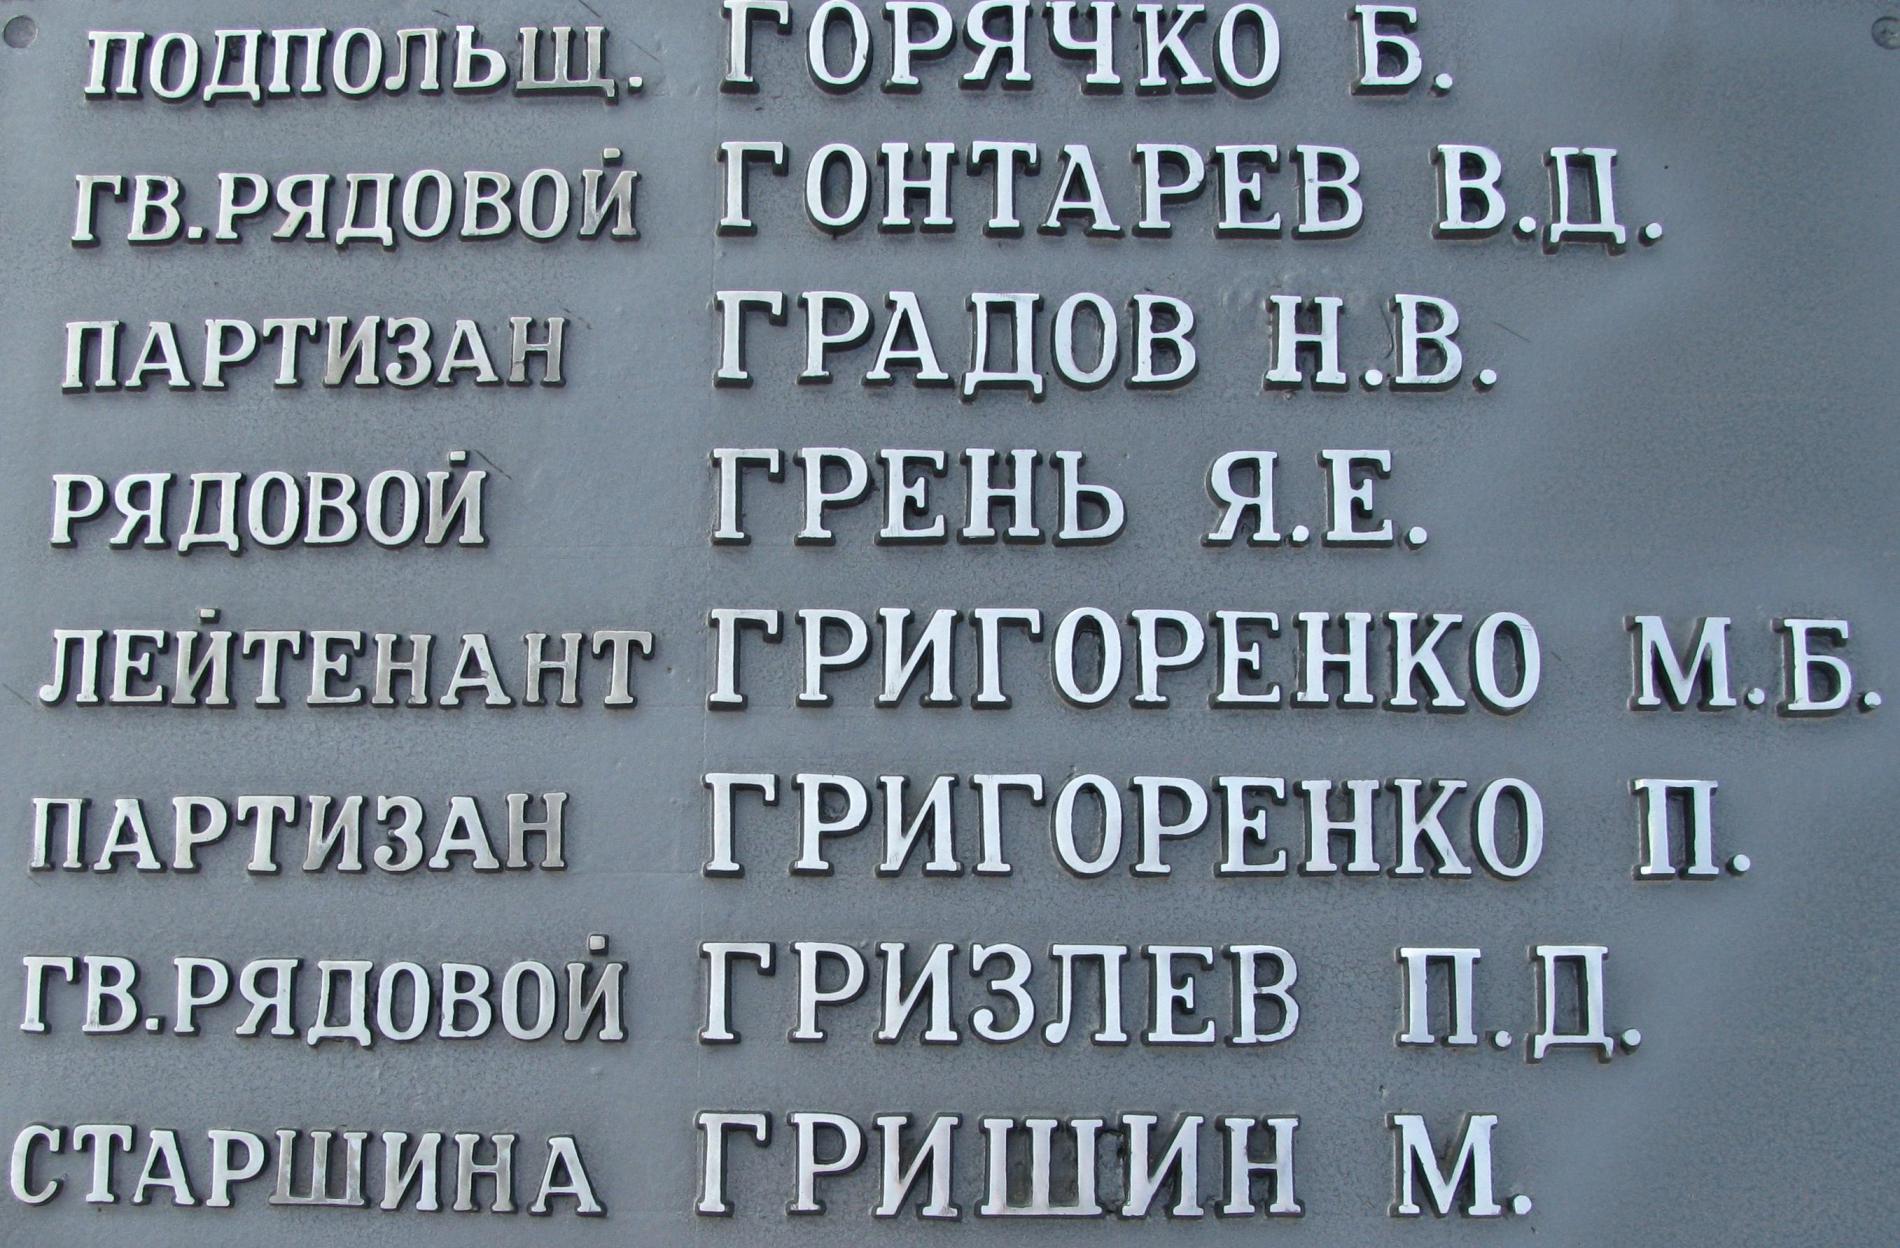 ПОДПОЛЬЩ. ГОРЯЧКО Б.
ГВ.РЯДОВОЙ ГОНТАРЕВ В.Д.
ПАРТИЗАН ГРАДОВ Н.В.
РЯДОВОЙ ГРЕНЬ Я.Е.
ЛЕЙТЕНАНТ ГРИГОРЕНКО М.Б.
ПАРТИЗАН ГРИГОРЕНКО П.
ГВ.РЯДОВОЙ ГРИЗЛЕВ П.Д.
СТАРШИНА ГРИШИН М.